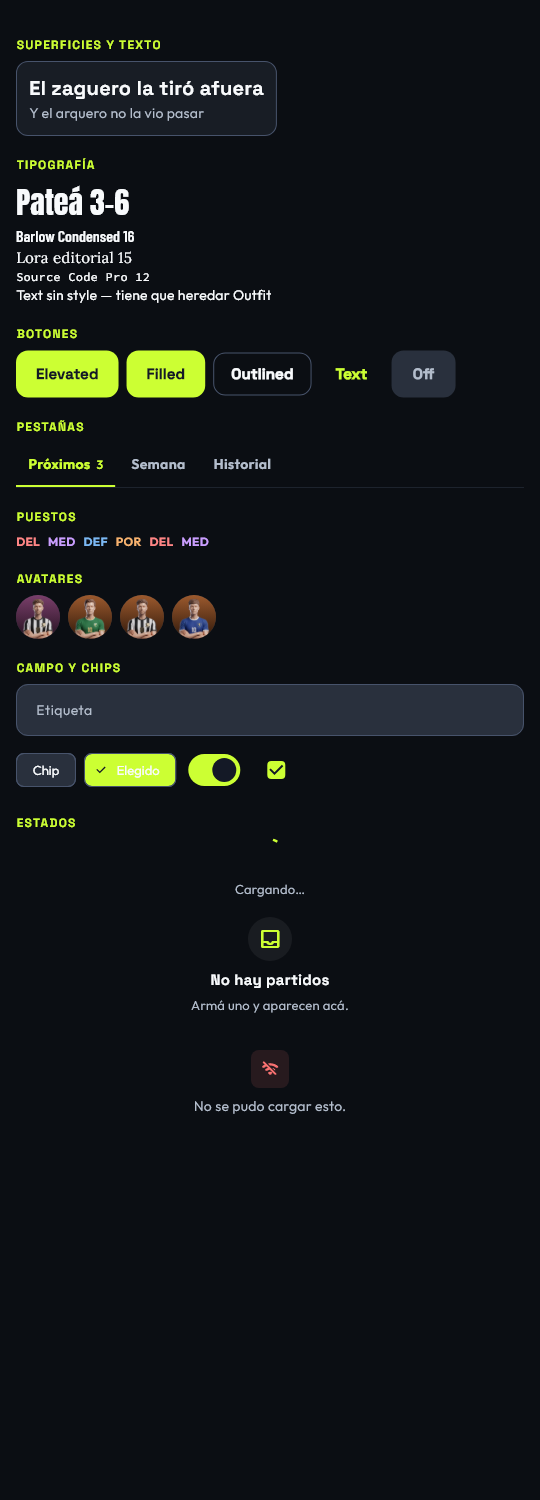 SUPERFICIES Y TEXTO
El zaguero la tiró afuera
Y el arquero no la vio pasar
TIPOGRAFÍA
Pateá 3-6
Barlow Condensed 16
Lora editorial 15
Source Code Pro 12
Text sin style — tiene que heredar Outfit
BOTONES
Elevated Filled Outlined Text Off
PESTAÑAS
Próximos 3 Semana Historial
PUESTOS
DEL MED DEF POR DEL MED
AVATARES
CAMPO Y CHIPS
Etiqueta
Chip Elegido
ESTADOS
Cargando…
No hay partidos
Armá uno y aparecen acá.
No se pudo cargar esto.